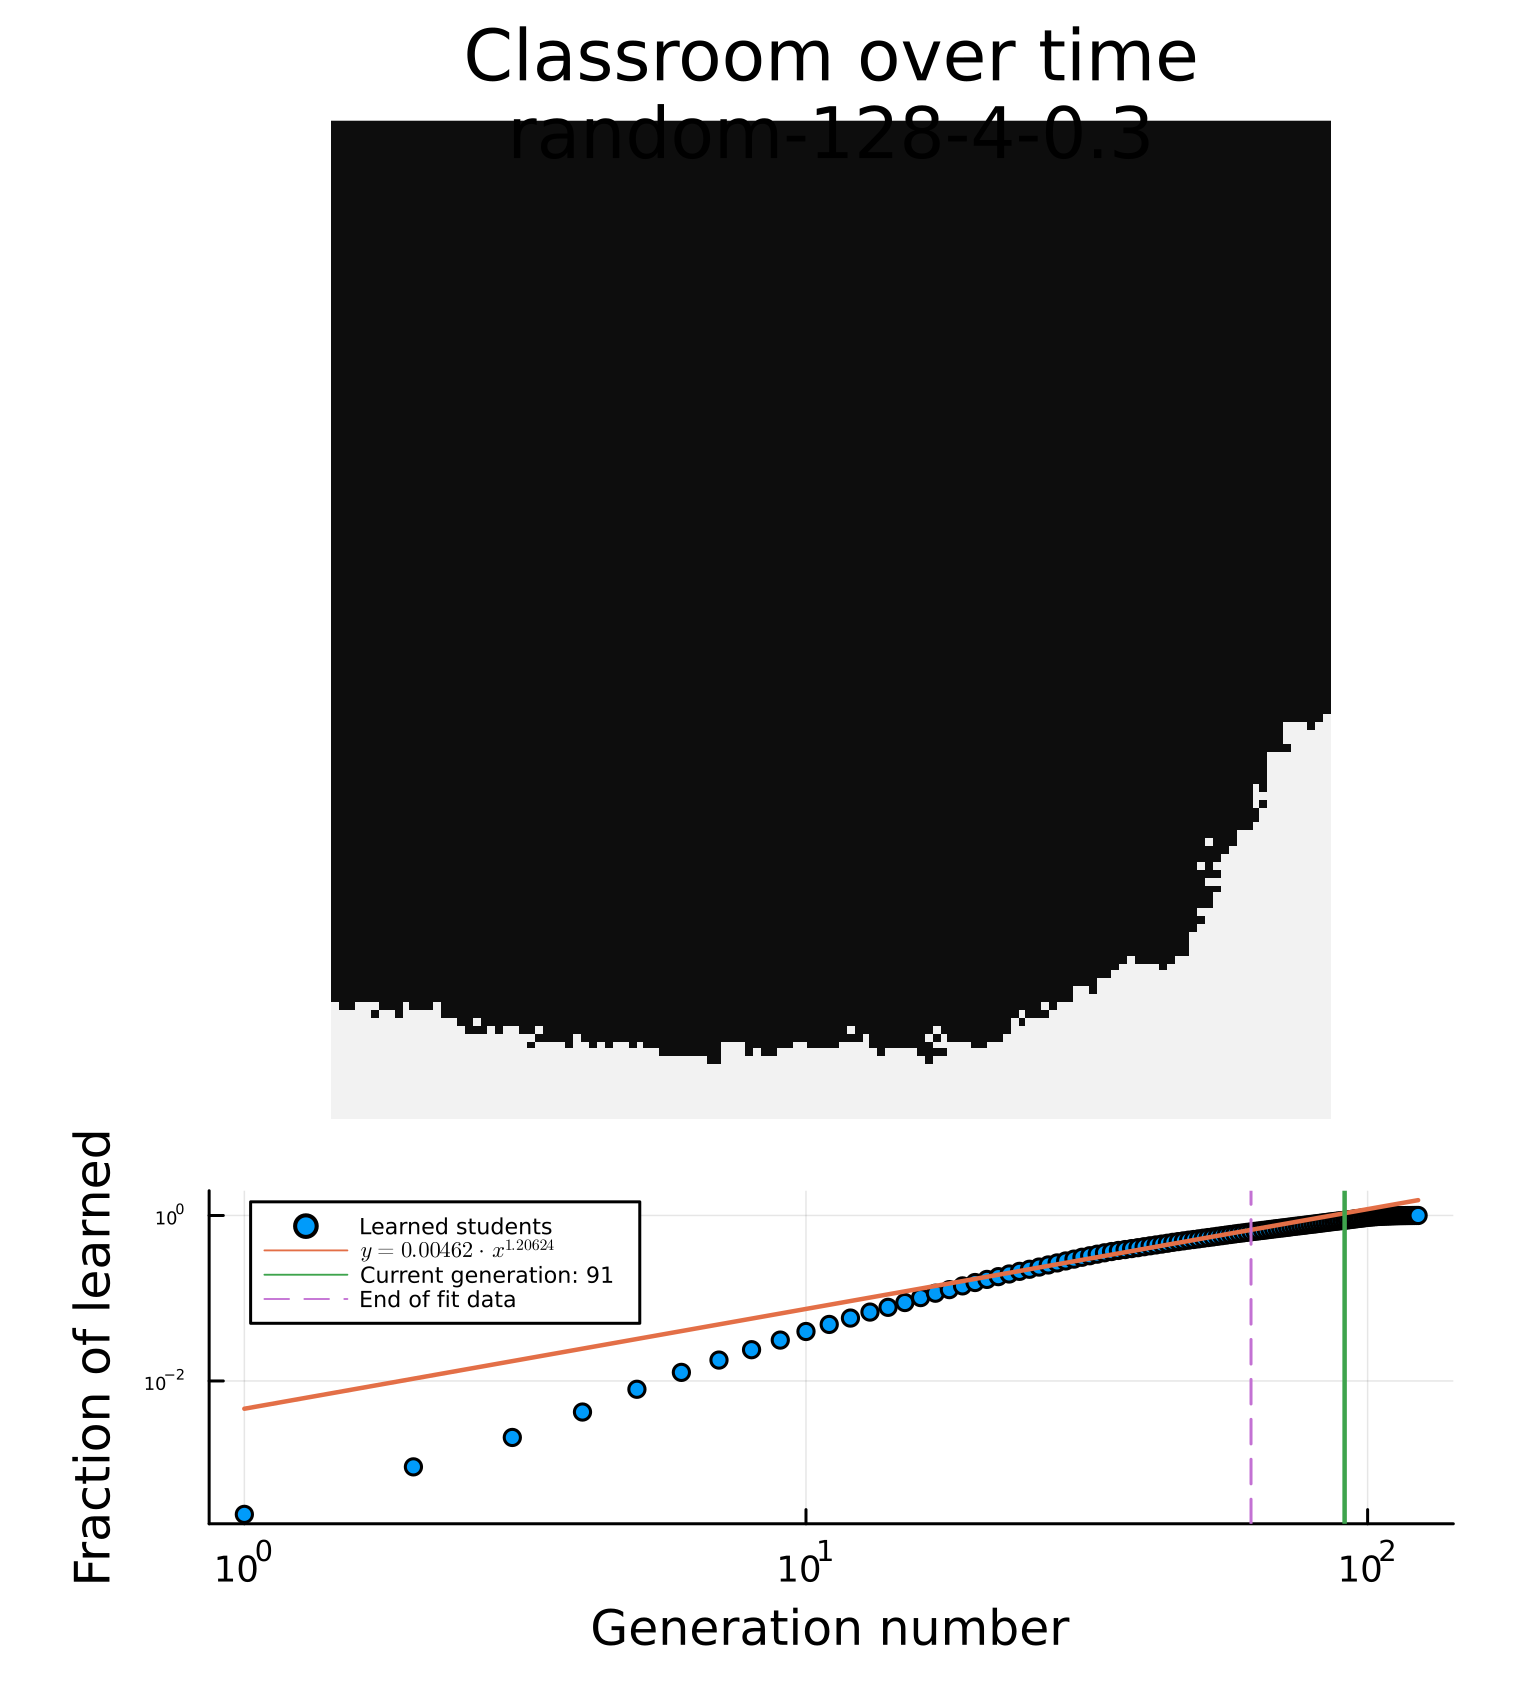 Classroom over time
random-128-4-0.3
Fraction of learned
10^0
10^-2
Learned students
y = 0.00462 · x^1.20624
Current generation: 91
End of fit data
10^0
10^1
10^2
Generation number